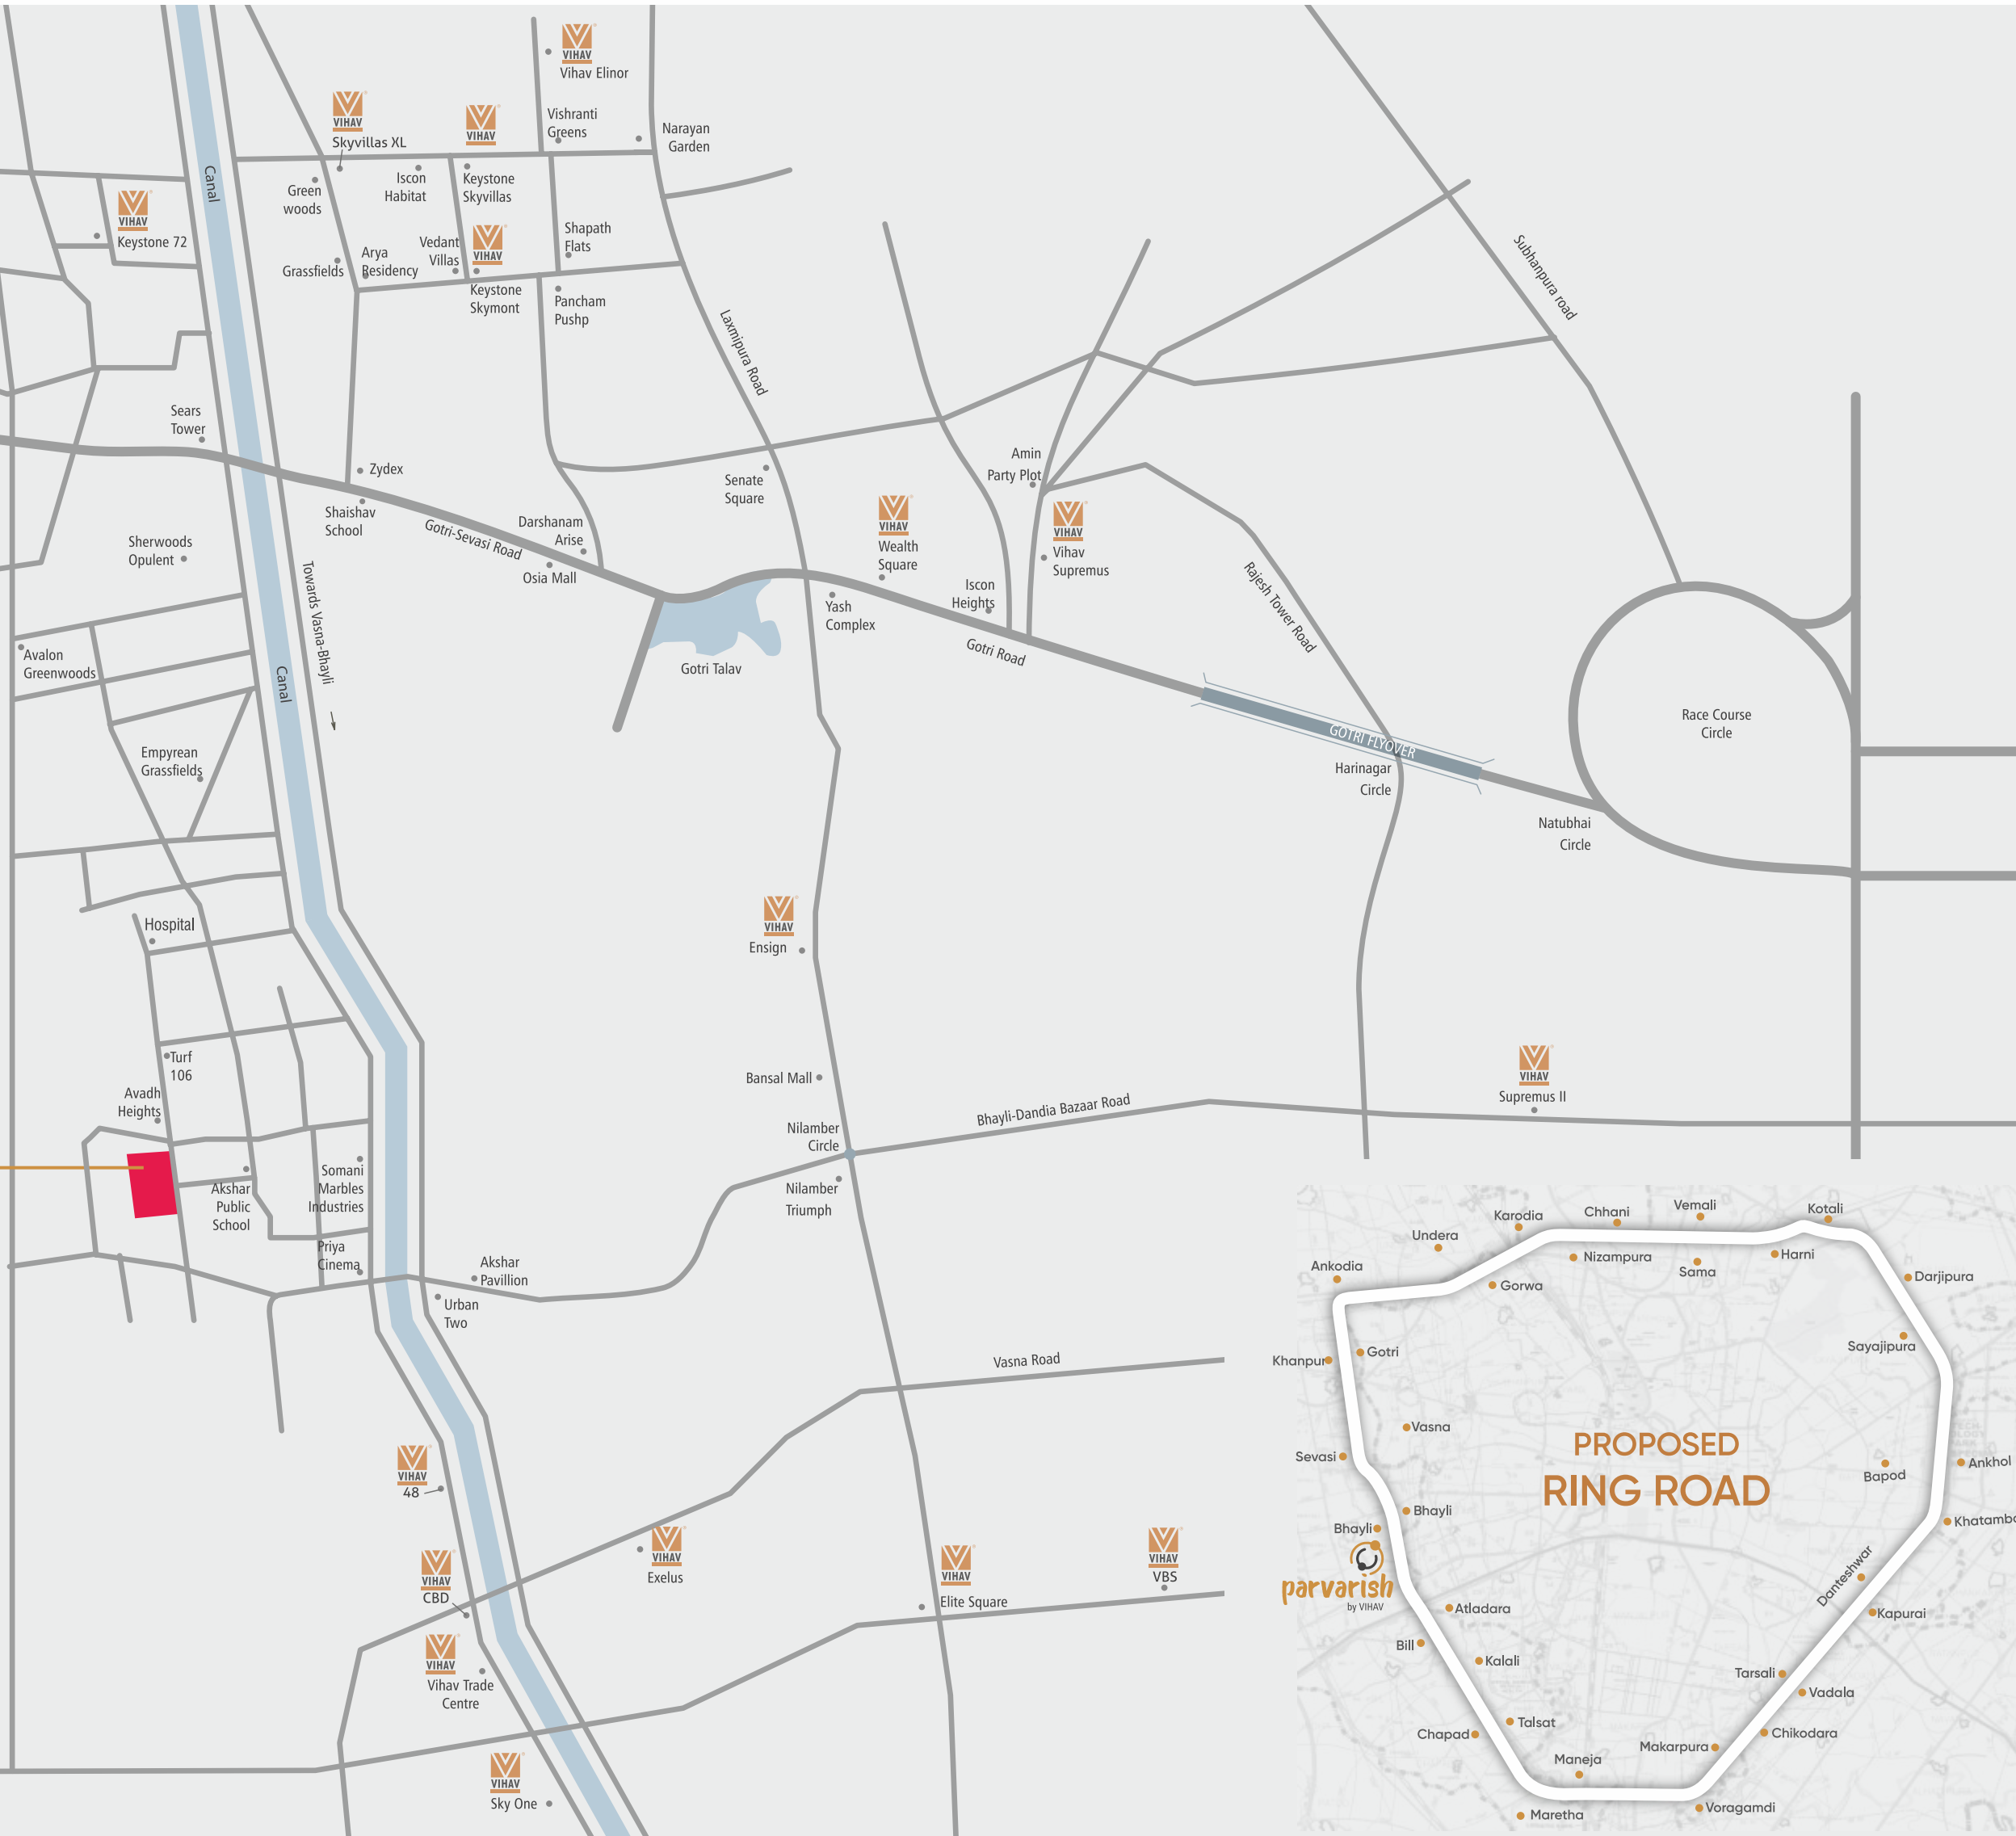 VIHAV
Vihav Elinor
VIHAV
Skyvillas XL
VIHAV
Vishranti
Greens
Narayan
Garden
Canal
Green
woods
Iscon
Habitat
Keystone
Skyvillas
VIHAV
Keystone 72
Grassfields
Arya
Residency
Vedant
Villas
VIHAV
Keystone
Skymont
Shapath
Flats
Pancham
Pushp
Subhanpura road
Laxmipura Road
Sears
Tower
Zydex
Shaishav
School
Gotri-Sevasi Road
Darshanam
Arise
Osia Mall
Senate
Square
VIHAV
Wealth
Square
Amin
Party Plot
VIHAV
Vihav
Supremus
Sherwoods
Opulent
Towards Vasna-Bhayli
Yash
Complex
Iscon
Heights
Rajesh Tower Road
Gotri Road
Gotri Talav
Avalon
Greenwoods
Canal
Empyrean
Grassfields
GOTRI FLYOVER
Harinagar
Circle
Race Course
Circle
Natubhai
Circle
Hospital
VIHAV
Ensign
Turf
106
Avadh
Heights
Bansal Mall
Nilamber
Circle
Bhayli-Dandia Bazaar Road
VIHAV
Supremus II
Somani
Marbles
Industries
Akshar
Public
School
Nilamber
Triumph
Priya
Cinema
Akshar
Pavillion
Urban
Two
Vasna Road
VIHAV
48
VIHAV
CBD
VIHAV
Exelus
VIHAV
Elite Square
VIHAV
VBS
VIHAV
Vihav Trade
Centre
VIHAV
Sky One
Karodia
Chhani
Vemali
Kotali
Undera
Nizampura
Sama
Harni
Ankodia
Gorwa
Darjipura
Khanpur
Gotri
Sayajipura
Vasna
Sevasi
PROPOSED
RING ROAD
Bapod
Ankhol
Bhayli
Bhayli
Khatamba
parvarish
by VIHAV
Danteshwar
Atladara
Kapurai
Bill
Kalali
Tarsali
Vadala
Chapad
Talsat
Chikodara
Makarpura
Maneja
Maretha
Voragamdi